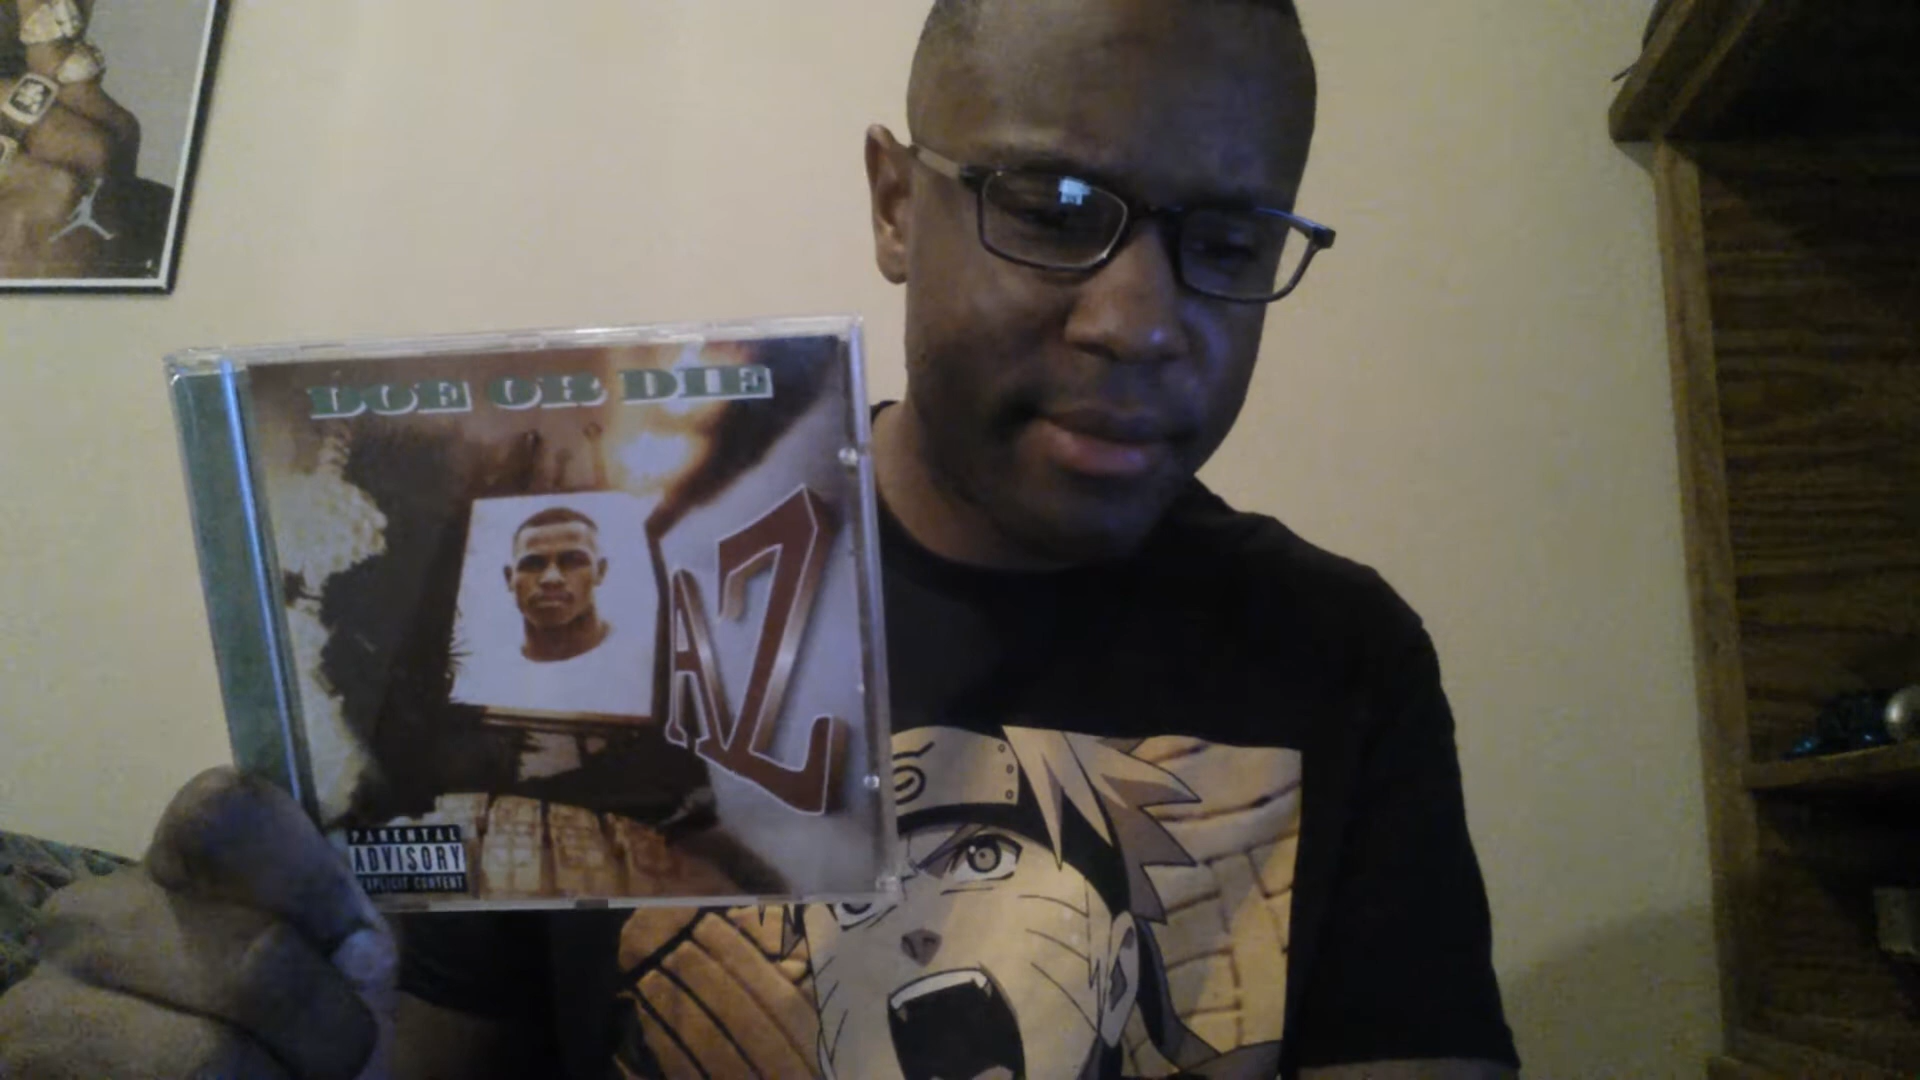 DOE OR DIE
AZ
PARENTAL
ADVISORY
EXPLICIT CONTENT